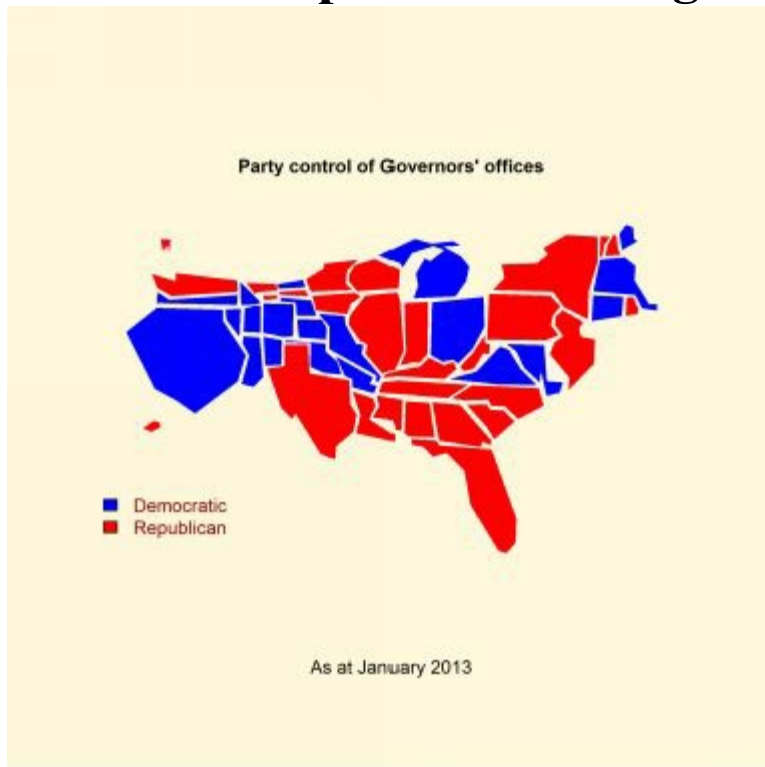 Party control of Governors' offices
Democratic
Republican
As at January 2013